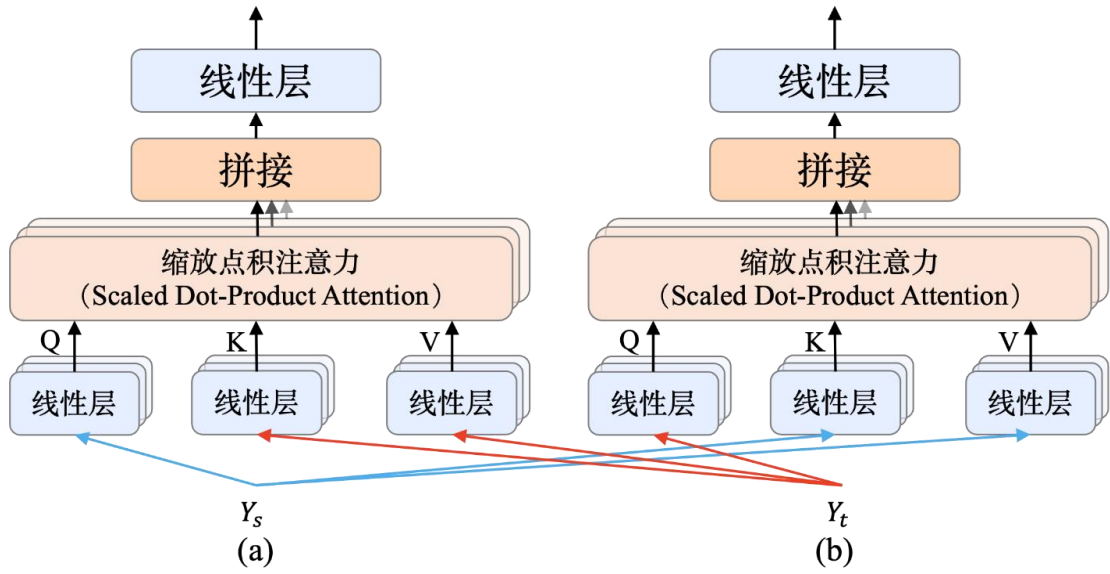 线性层
拼接
缩放点积注意力
（Scaled Dot-Product Attention）
Q K V
线性层 线性层 线性层
Y_s
(a)
线性层
拼接
缩放点积注意力
（Scaled Dot-Product Attention）
Q K V
线性层 线性层 线性层
Y_t
(b)